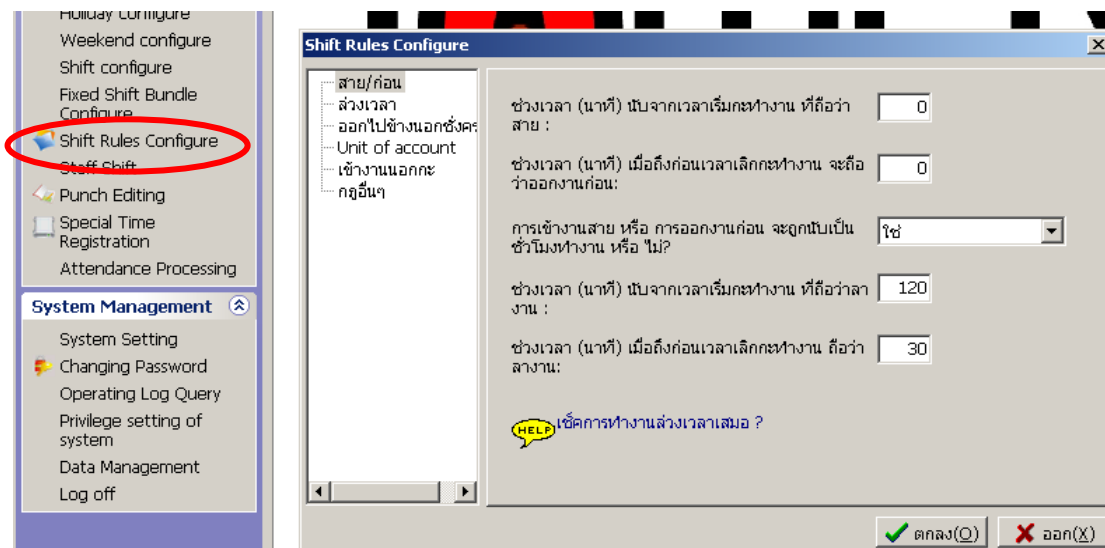 Holiday configure
Weekend configure
Shift configure
Fixed Shift Bundle
Configure
Shift Rules Configure
Staff Shift
Punch Editing
Special Time
Registration
Attendance Processing
System Management
System Setting
Changing Password
Operating Log Query
Privilege setting of
system
Data Management
Log off
Shift Rules Configure
สาย/ก่อน
ล่วงเวลา
ออกไปข้างนอกชั่วคร
Unit of account
เข้างานนอกกะ
กฎอื่นๆ
ช่วงเวลา (นาที) นับจากเวลาเริ่มกะทำงาน ที่ถือว่า 0
สาย :
ช่วงเวลา (นาที) เมื่อถึงก่อนเวลาเลิกกะทำงาน จะถือ 0
ว่าออกงานก่อน:
การเข้างานสาย หรือ การออกงานก่อน จะถูกนับเป็น ใช่
ชั่วโมงทำงาน หรือ ไม่?
ช่วงเวลา (นาที) นับจากเวลาเริ่มกะทำงาน ที่ถือว่าลา 120
งาน :
ช่วงเวลา (นาที) เมื่อถึงก่อนเวลาเลิกกะทำงาน ถือว่า 30
ลางาน:
HELP เช็คการทำงานล่วงเวลาเสมอ ?
ตกลง(O) ออก(X)